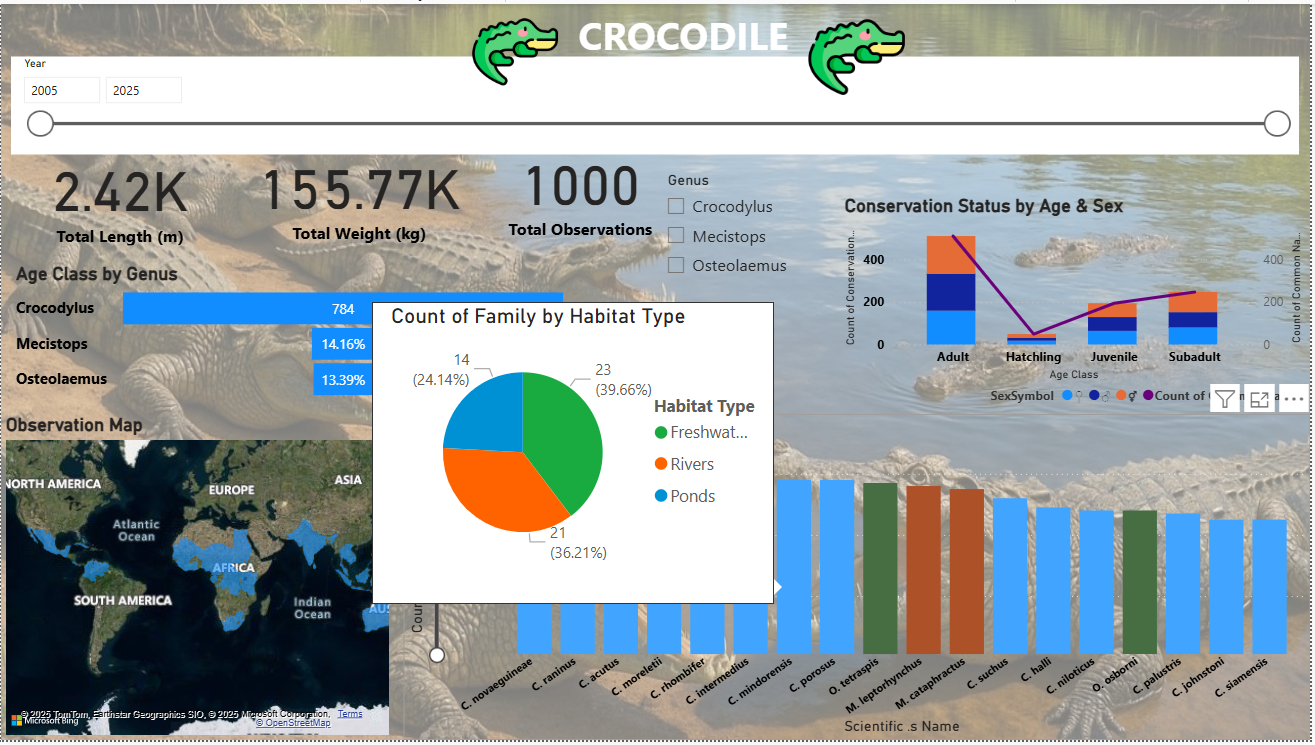 CROCODILE
Year
2005
2025
2.42K
Total Length (m)
155.77K
Total Weight (kg)
1000
Total Observations
Genus
Crocodylus
Mecistops
Osteolaemus
Conservation Status by Age & Sex
Count of Conservation...
400
200
0
Count of Common Na...
400
200
0
Adult
Hatchling
Juvenile
Subadult
Age Class
SexSymbol
♀
♂
⚥
Count of
Age Class by Genus
Crocodylus
784
Mecistops
14.16%
Osteolaemus
13.39%
Count of Family by Habitat Type
14
(24.14%)
23
(39.66%)
21
(36.21%)
Habitat Type
Freshwat...
Rivers
Ponds
Observation Map
NORTH AMERICA
EUROPE
ASIA
Atlantic
Ocean
AFRICA
SOUTH AMERICA
Indian
Ocean
© 2025 TomTom, Earthstar Geographics SIO, © 2025 Microsoft Corporation, Terms
Microsoft Bing
© OpenStreetMap
C. novaeguineae
C. raninus
C. acutus
C. moreletii
C. rhombifer
C. intermedius
C. mindorensis
C. porosus
O. tetraspis
M. leptorhynchus
M. cataphractus
C. suchus
C. halli
C. niloticus
O. osborni
C. palustris
C. johnstoni
C. siamensis
Scientific .s Name